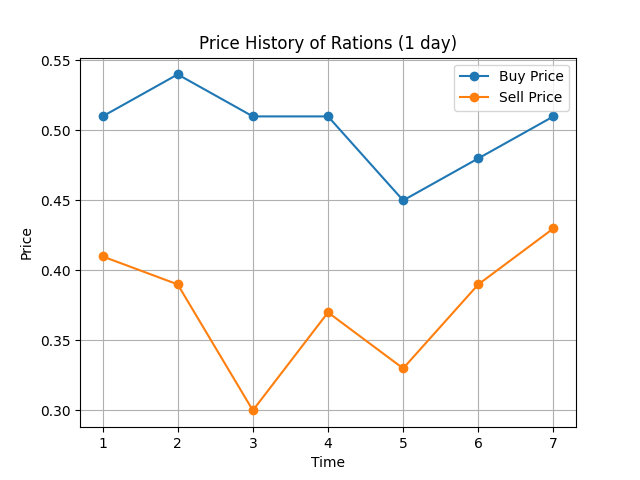 Price History of Rations (1 day)
Buy Price
Sell Price
Price
0.55
0.50
0.45
0.40
0.35
0.30
1 2 3 4 5 6 7
Time